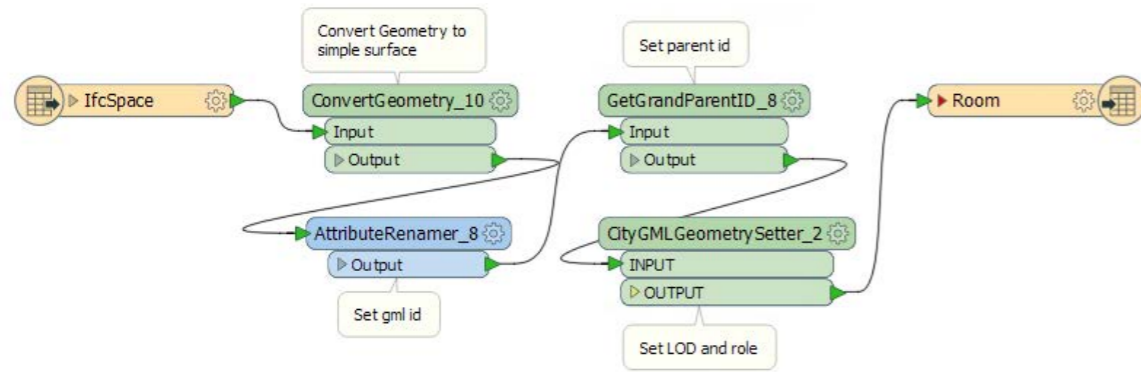 Convert Geometry to
simple surface
Set parent id
IfcSpace
ConvertGeometry_10
Input
Output
GetGrandParentID_8
Input
Output
Room
AttributeRenamer_8
Output
Set gml id
CityGMLGeometrySetter_2
INPUT
OUTPUT
Set LOD and role